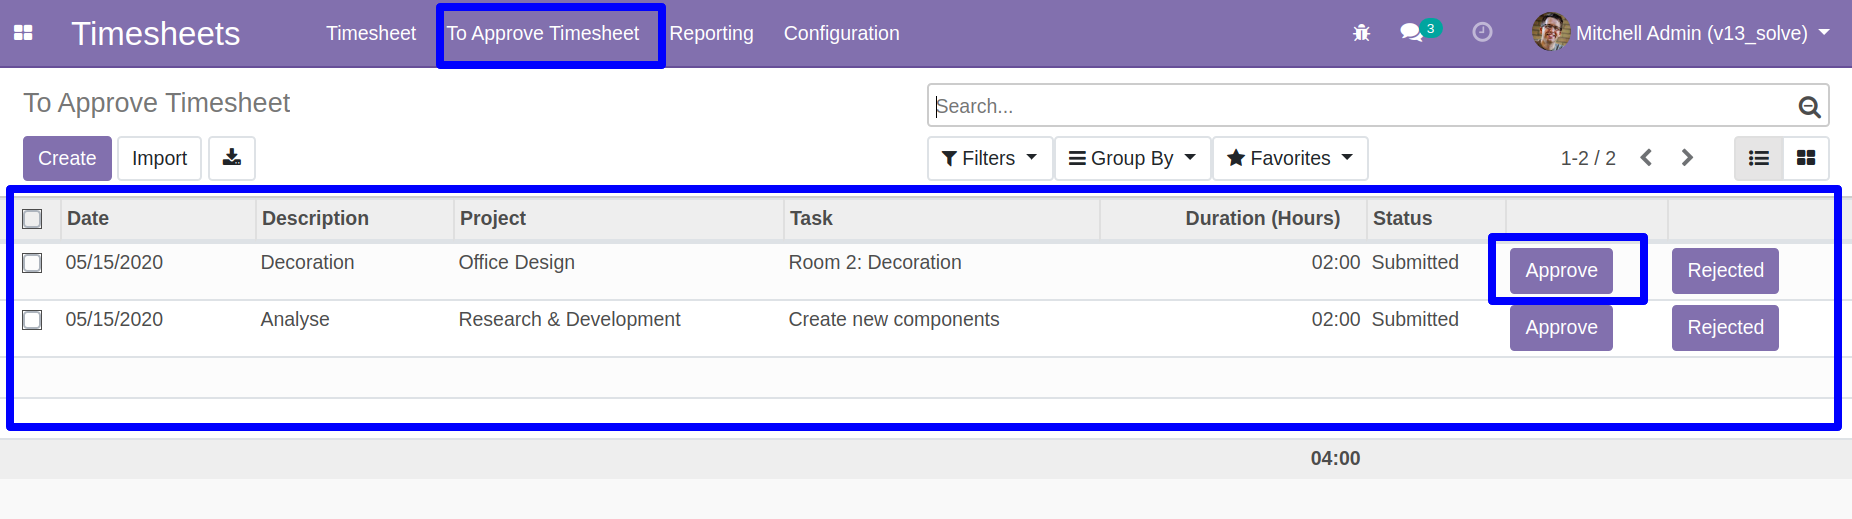 Timesheets Timesheet To Approve Timesheet Reporting Configuration 3 Mitchell Admin (v13_solve)
To Approve Timesheet Search...
Create Import Filters Group By Favorites 1-2 / 2
Date Description Project Task Duration (Hours) Status
05/15/2020 Decoration Office Design Room 2: Decoration 02:00 Submitted Approve Rejected
05/15/2020 Analyse Research & Development Create new components 02:00 Submitted Approve Rejected
04:00